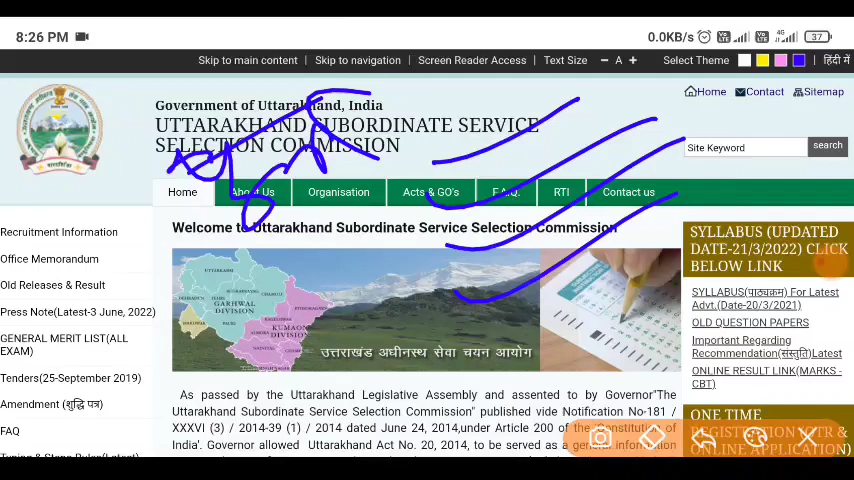 8:26 PM
0.0KB/s
4G
37
Skip to main content
Skip to navigation
Screen Reader Access
Text Size
- A +
Select Theme
हिंदी में
Government of Uttarakhand, India
UTTARAKHAND SUBORDINATE SERVICE
SELECTION COMMISSION
Home
Contact
Sitemap
Site Keyword
search
Home
About Us
Organisation
Acts & GO's
F.A.Q.
RTI
Contact us
Recruitment Information
Office Memorandum
Old Releases & Result
Press Note(Latest-3 June, 2022)
GENERAL MERIT LIST(ALL
EXAM)
Tenders(25-September 2019)
Amendment (शुद्धि पत्र)
FAQ
Welcome to Uttarakhand Subordinate Service Selection Commission
GARHWAL
DIVISION
KUMAON
DIVISION
उत्तराखंड अधीनस्थ सेवा चयन आयोग
As passed by the Uttarakhand Legislative Assembly and assented to by Governor"The
Uttarakhand Subordinate Service Selection Commission" published vide Notification No-181 /
XXXVI (3) / 2014-39 (1) / 2014 dated June 24, 2014,under Article 200 of the 'Constitution of
India'. Governor allowed Uttarakhand Act No. 20, 2014, to be served as a general information
SYLLABUS (UPDATED
DATE-21/3/2022) CLICK
BELOW LINK
SYLLABUS(पाठ्यक्रम) For Latest
Advt.(Date-20/3/2021)
OLD QUESTION PAPERS
Important Regarding
Recommendation(संस्तुति)Latest
ONLINE RESULT LINK(MARKS -
CBT)
ONE TIME
REGISTRATION (OTR &
ONLINE APPLICATION)